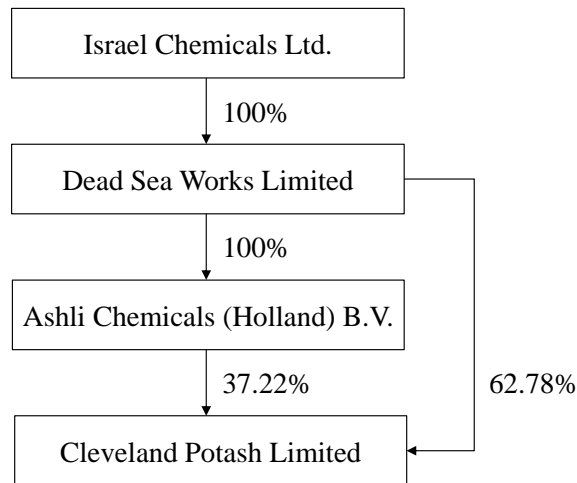 Israel Chemicals Ltd.
100%
Dead Sea Works Limited
100%
Ashli Chemicals (Holland) B.V.
37.22%
62.78%
Cleveland Potash Limited